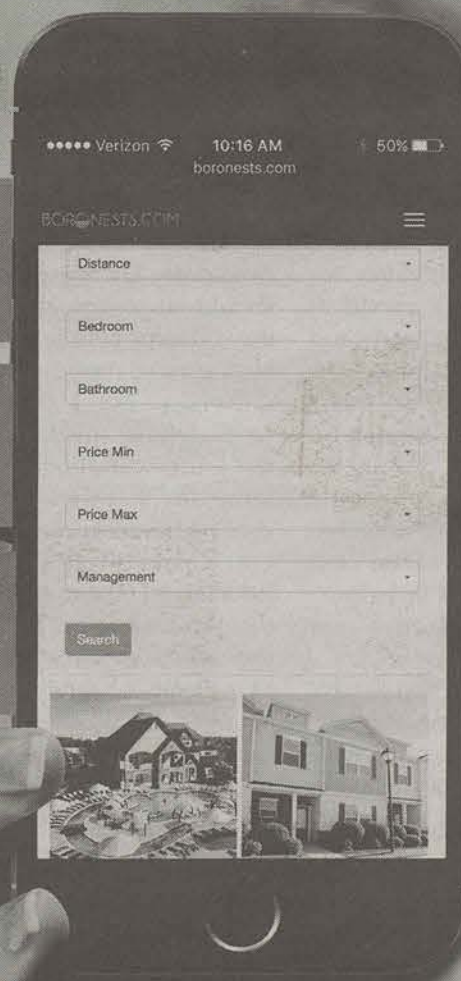 Verizon 10:16 AM 50%
boronests.com
BORONESTS.COM
Distance
Bedroom
Bathroom
Price Min
Price Max
Management
Search